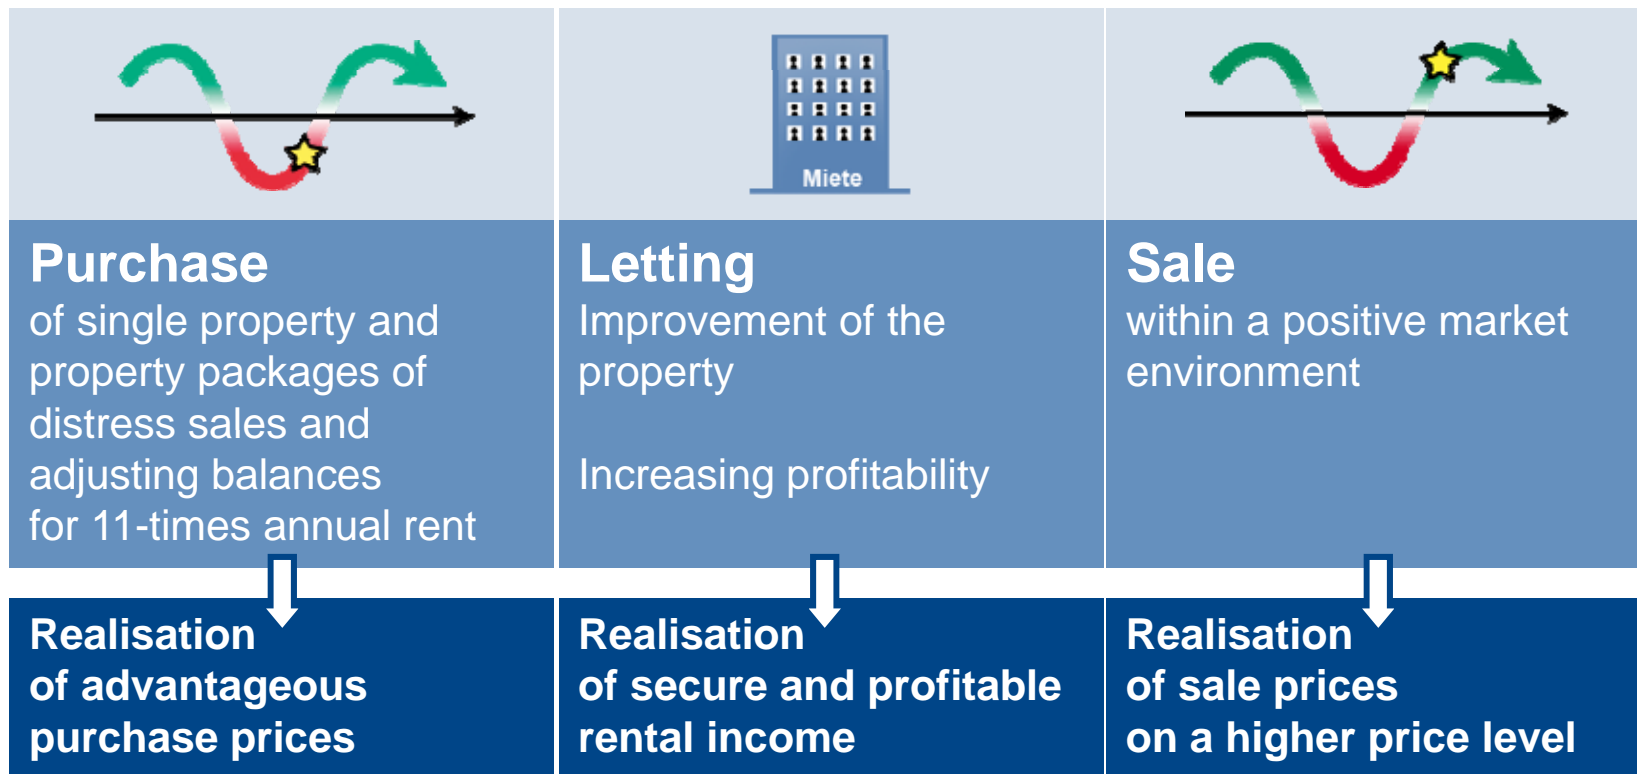 Miete
Purchase
of single property and
property packages of
distress sales and
adjusting balances
for 11-times annual rent
Letting
Improvement of the
property
Increasing profitability
Sale
within a positive market
environment
Realisation
of advantageous
purchase prices
Realisation
of secure and profitable
rental income
Realisation
of sale prices
on a higher price level